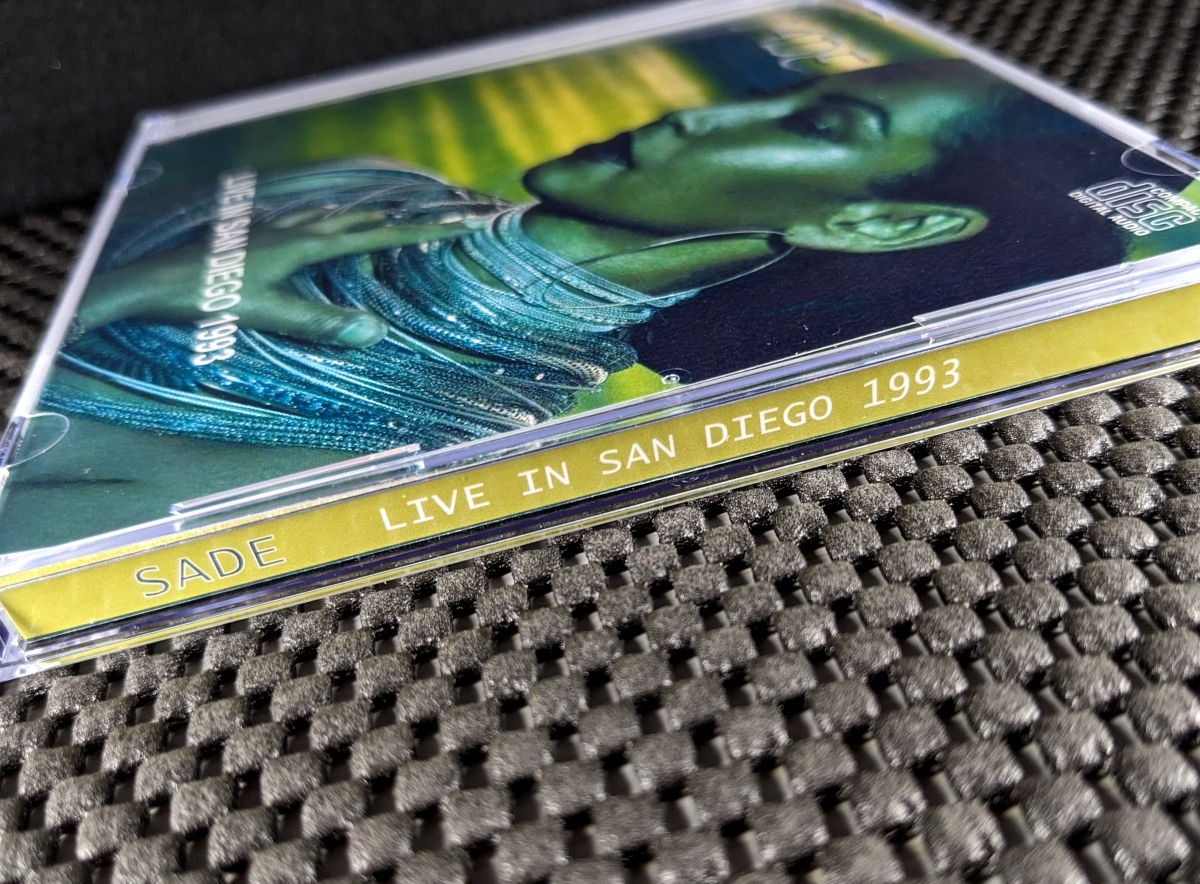 LIVE IN SAN DIEGO 1993
COMPACT
disc
DIGITAL AUDIO
SADE LIVE IN SAN DIEGO 1993